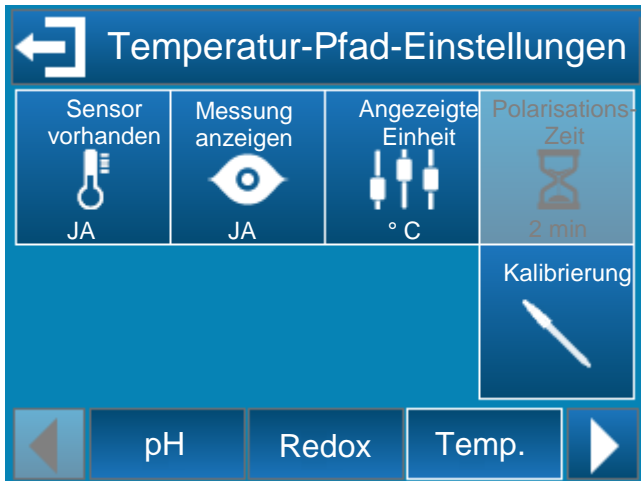 Temperatur-Pfad-Einstellungen
Sensor
vorhanden
JA
Messung
anzeigen
JA
Angezeigte
Einheit
° C
Polarisations-
Zeit
2 min
Kalibrierung
pH
Redox
Temp.